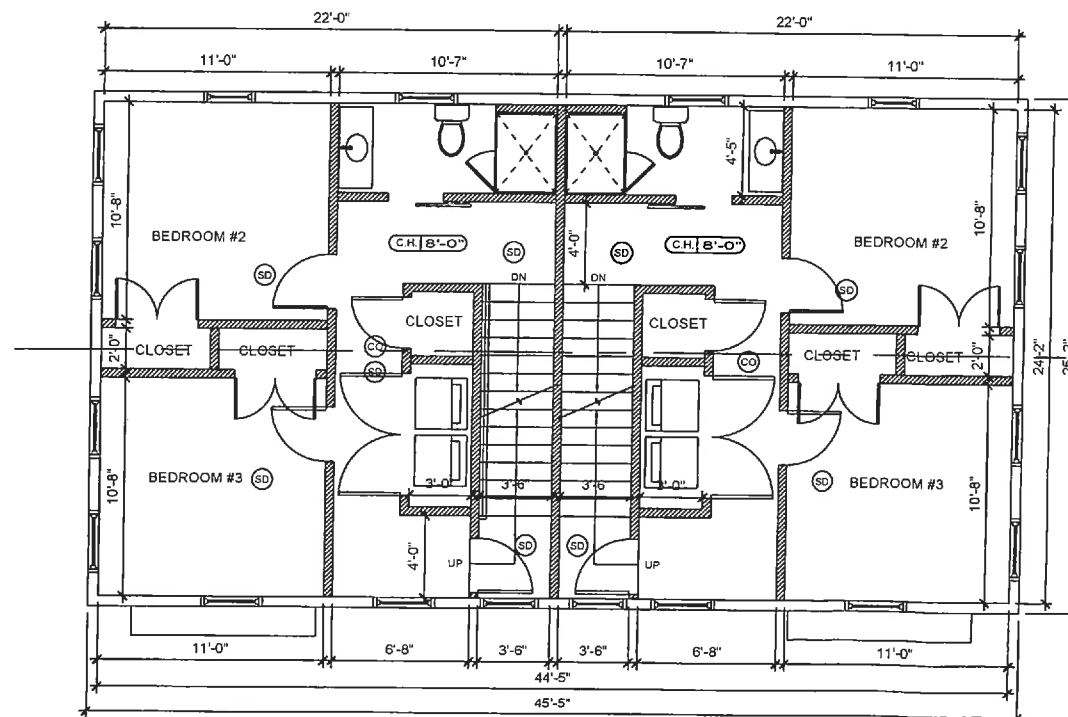 22'-0"
22'-0"
11'-0"
10'-7"
10'-7"
11'-0"
4'-5"
10'-8"
BEDROOM #2
C.H. 8'-0"
SD
4'-0"
SD
C.H. 8'-0"
BEDROOM #2
10'-8"
SD
DN
DN
SD
CLOSET
CLOSET
2'-0"
CLOSET
CLOSET
CO
SD
CO
CLOSET
CLOSET
2'-0"
24'-2"
BEDROOM #3
SD
10'-8"
3'-0"
3'-6"
3'-6"
3'-0"
SD
BEDROOM #3
10'-8"
4'-0"
UP
SD
SD
UP
11'-0"
6'-8"
3'-6"
3'-6"
6'-8"
11'-0"
44'-5"
45'-5"